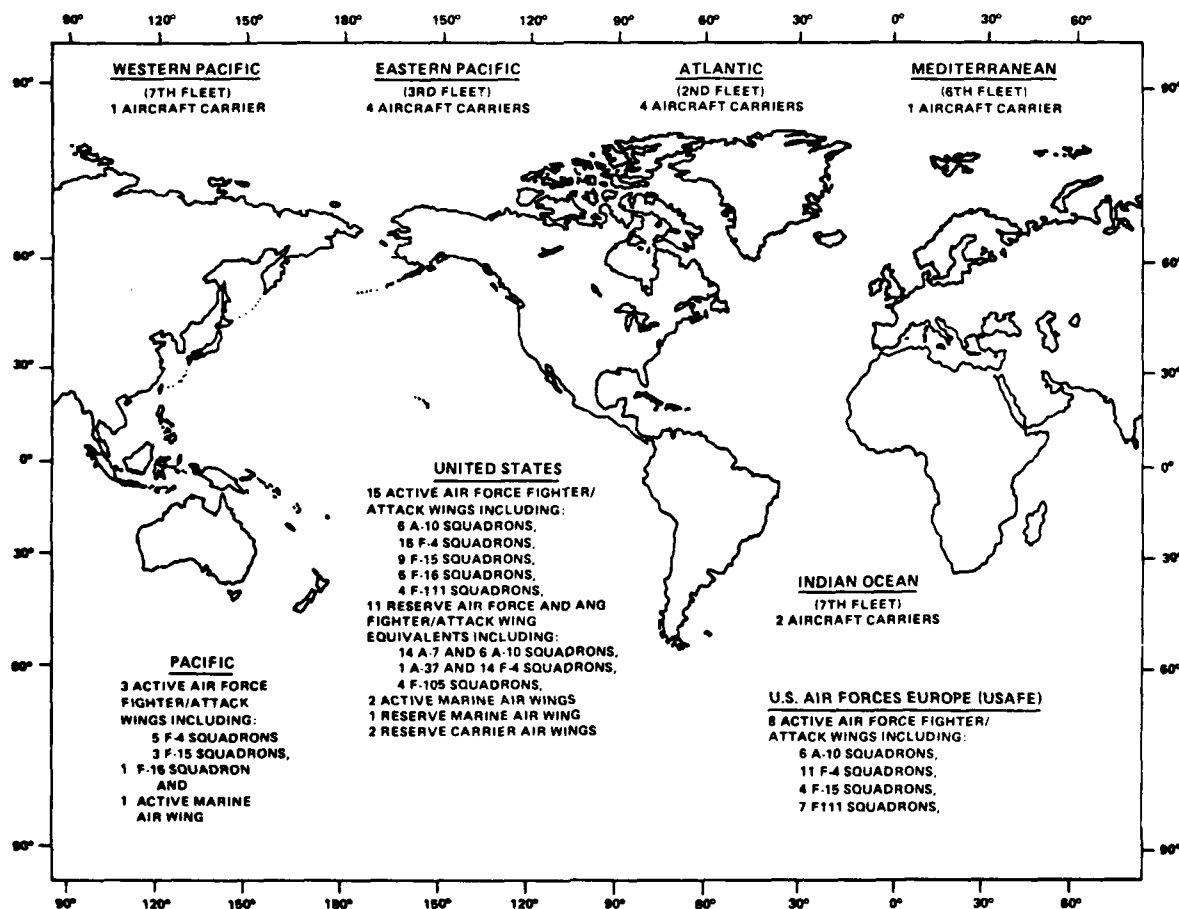 90° 120° 150° 180° 150° 120° 90° 60° 30° 0° 30° 60°
90° 90°
WESTERN PACIFIC
(7TH FLEET)
1 AIRCRAFT CARRIER
EASTERN PACIFIC
(3RD FLEET)
4 AIRCRAFT CARRIERS
ATLANTIC
(2ND FLEET)
4 AIRCRAFT CARRIERS
MEDITERRANEAN
(6TH FLEET)
1 AIRCRAFT CARRIER
60° 60°
30° 30°
0° 0°
UNITED STATES
15 ACTIVE AIR FORCE FIGHTER/
ATTACK WINGS INCLUDING:
6 A-10 SQUADRONS,
16 F-4 SQUADRONS,
9 F-15 SQUADRONS,
6 F-16 SQUADRONS,
4 F-111 SQUADRONS,
11 RESERVE AIR FORCE AND ANG
FIGHTER/ATTACK WING
EQUIVALENTS INCLUDING:
14 A-7 AND 6 A-10 SQUADRONS,
1 A-37 AND 14 F-4 SQUADRONS,
4 F-105 SQUADRONS,
2 ACTIVE MARINE AIR WINGS
1 RESERVE MARINE AIR WING
2 RESERVE CARRIER AIR WINGS
30° 30°
INDIAN OCEAN
(7TH FLEET)
2 AIRCRAFT CARRIERS
60° 60°
PACIFIC
3 ACTIVE AIR FORCE
FIGHTER/ATTACK
WINGS INCLUDING:
5 F-4 SQUADRONS
3 F-15 SQUADRONS,
1 F-16 SQUADRON
AND
1 ACTIVE MARINE
AIR WING
U.S. AIR FORCES EUROPE (USAFE)
8 ACTIVE AIR FORCE FIGHTER/
ATTACK WINGS INCLUDING:
6 A-10 SQUADRONS,
11 F-4 SQUADRONS,
4 F-15 SQUADRONS,
7 F111 SQUADRONS,
90° 90°
90° 120° 150° 180° 150° 120° 90° 60° 30° 0° 30° 60°